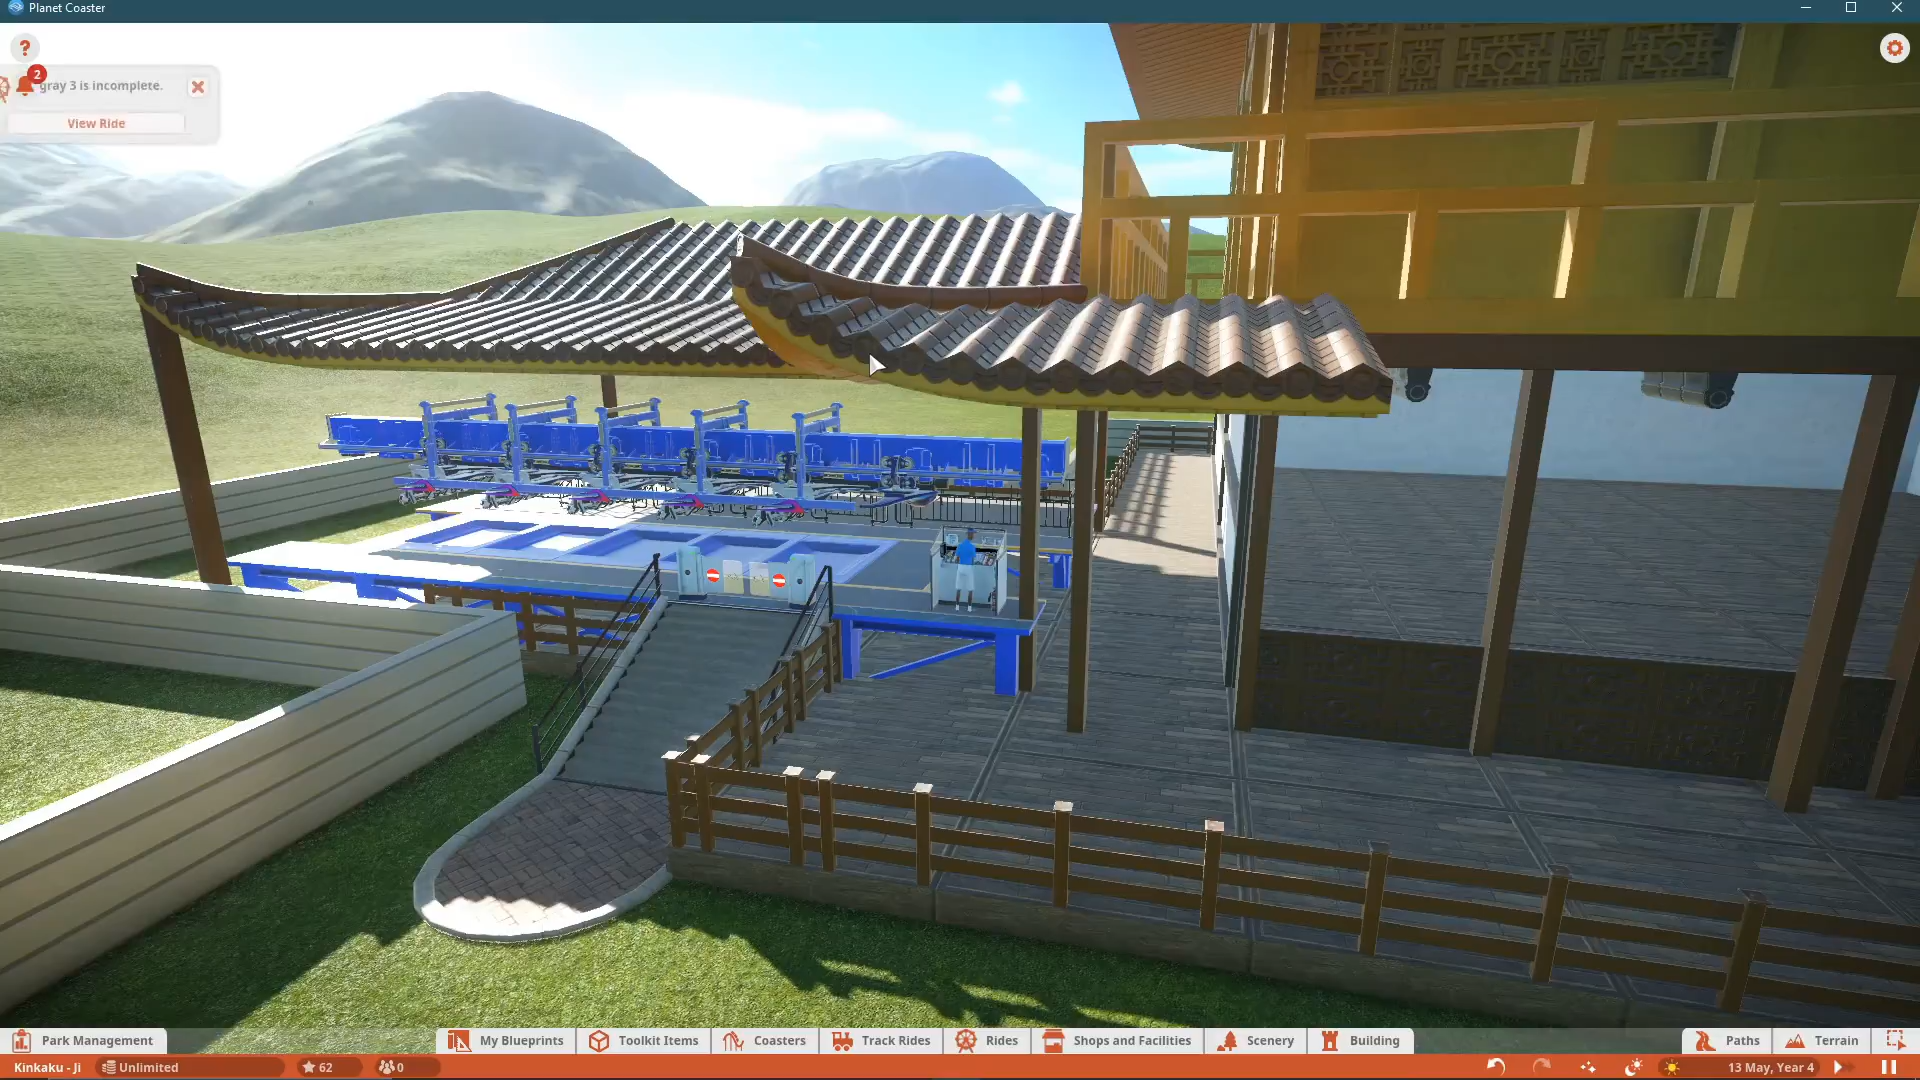 Planet Coaster
?
2
gray 3 is incomplete.
View Ride
Park Management
My Blueprints
Toolkit Items
Coasters
Track Rides
Rides
Shops and Facilities
Scenery
Building
Paths
Terrain
Kinkaku - Ji
Unlimited
62
0
13 May, Year 4